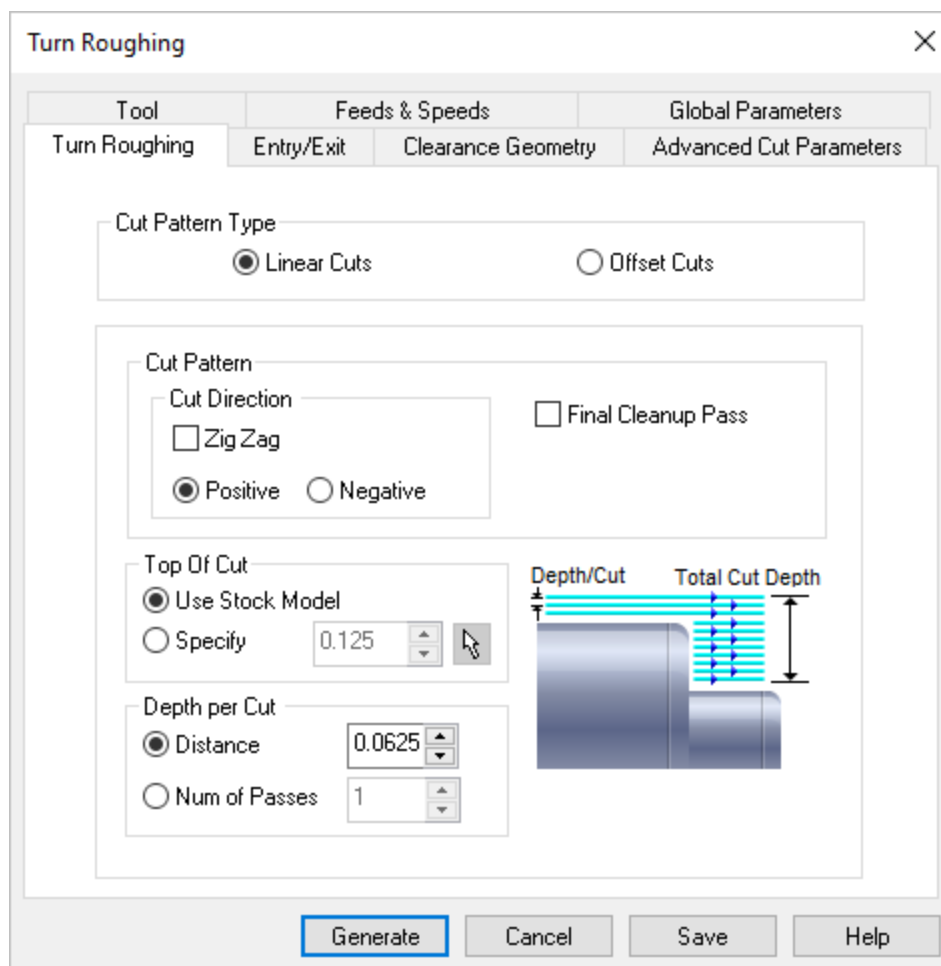 Turn Roughing
Tool Feeds & Speeds Global Parameters
Turn Roughing Entry/Exit Clearance Geometry Advanced Cut Parameters
Cut Pattern Type
Linear Cuts Offset Cuts
Cut Pattern
Cut Direction
Zig Zag Final Cleanup Pass
Positive Negative
Top Of Cut
Use Stock Model
Specify 0.125
Depth/Cut Total Cut Depth
Depth per Cut
Distance 0.0625
Num of Passes 1
Generate Cancel Save Help